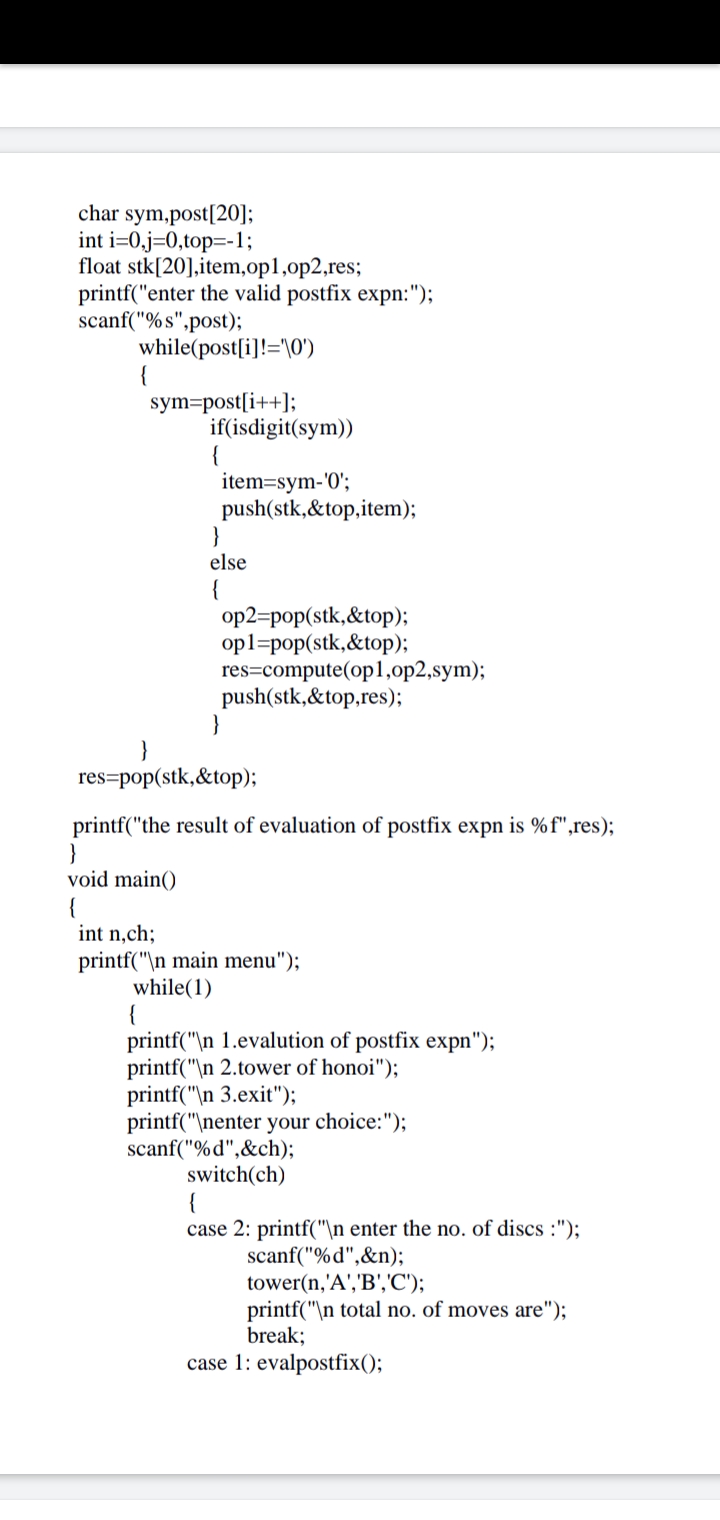 char sym,post[20];
int i=0,j=0,top=-1;
float stk[20],item,op1,op2,res;
printf("enter the valid postfix expn:");
scanf("%s",post);
while(post[i]!='\0')
{
sym=post[i++];
if(isdigit(sym))
{
item=sym-'0';
push(stk,&top,item);
}
else
{
op2=pop(stk,&top);
op1=pop(stk,&top);
res=compute(op1,op2,sym);
push(stk,&top,res);
}
}
res=pop(stk,&top);
printf("the result of evaluation of postfix expn is %f",res);
}
void main()
{
int n,ch;
printf("\n main menu");
while(1)
{
printf("\n 1.evalution of postfix expn");
printf("\n 2.tower of honoi");
printf("\n 3.exit");
printf("\nenter your choice:");
scanf("%d",&ch);
switch(ch)
{
case 2: printf("\n enter the no. of discs :");
scanf("%d",&n);
tower(n,'A','B','C');
printf("\n total no. of moves are");
break;
case 1: evalpostfix();